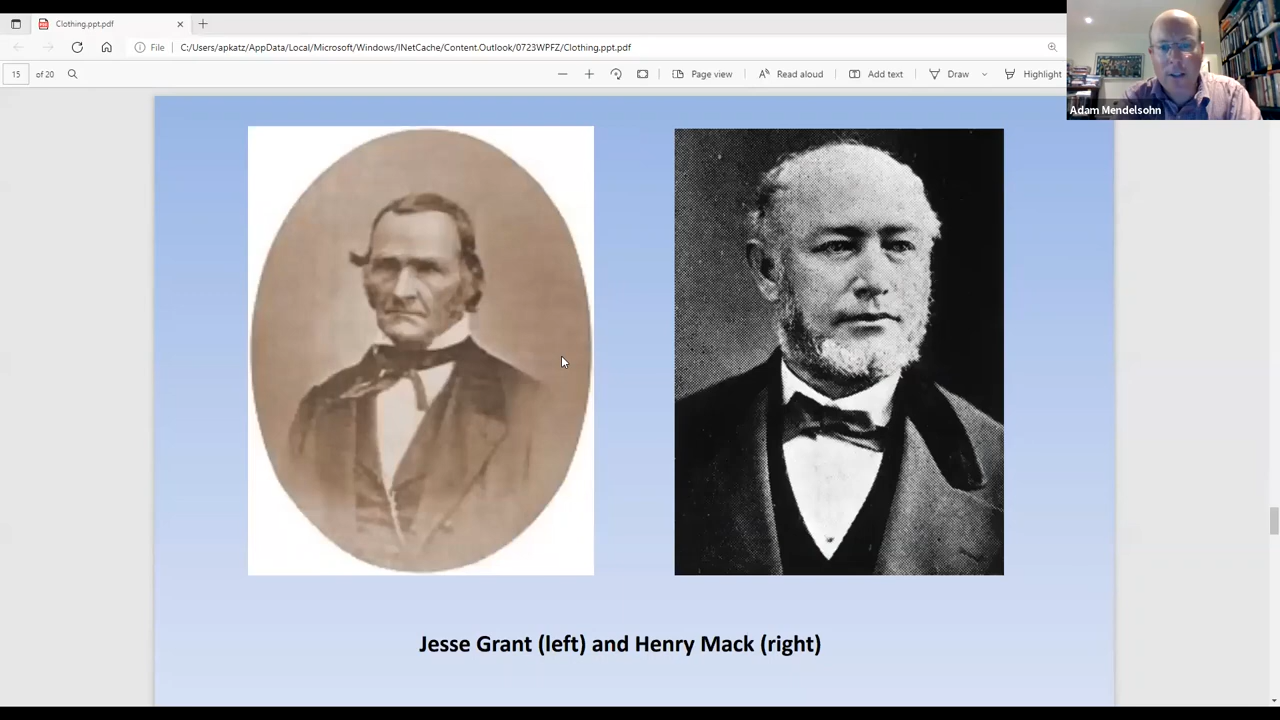 Clothing.ppt.pdf
File C:/Users/apkatz/AppData/Local/Microsoft/Windows/INetCache/Content.Outlook/0723WPFZ/Clothing.ppt.pdf
15 of 20 Page view Read aloud Add text Draw Highlight
Adam Mendelsohn
Jesse Grant (left) and Henry Mack (right)